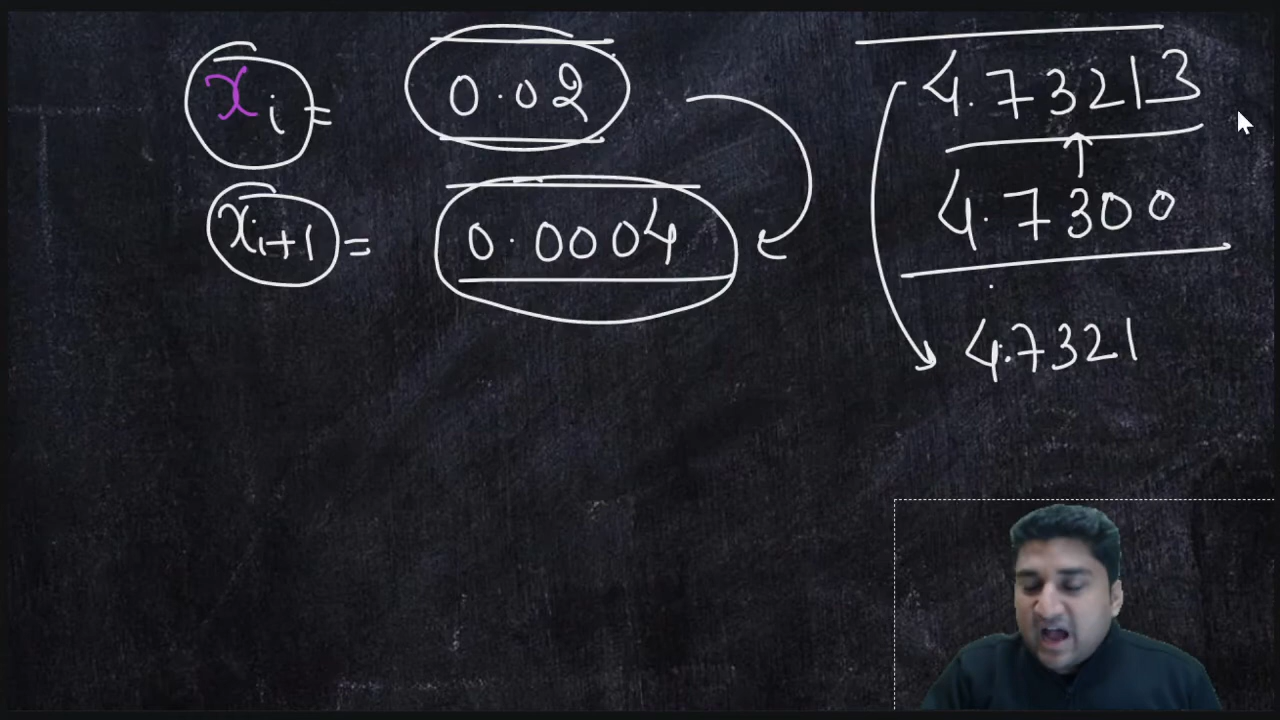 xi = 0.02
xi+1 = 0.0004
4.73213
4.7300
4.7321